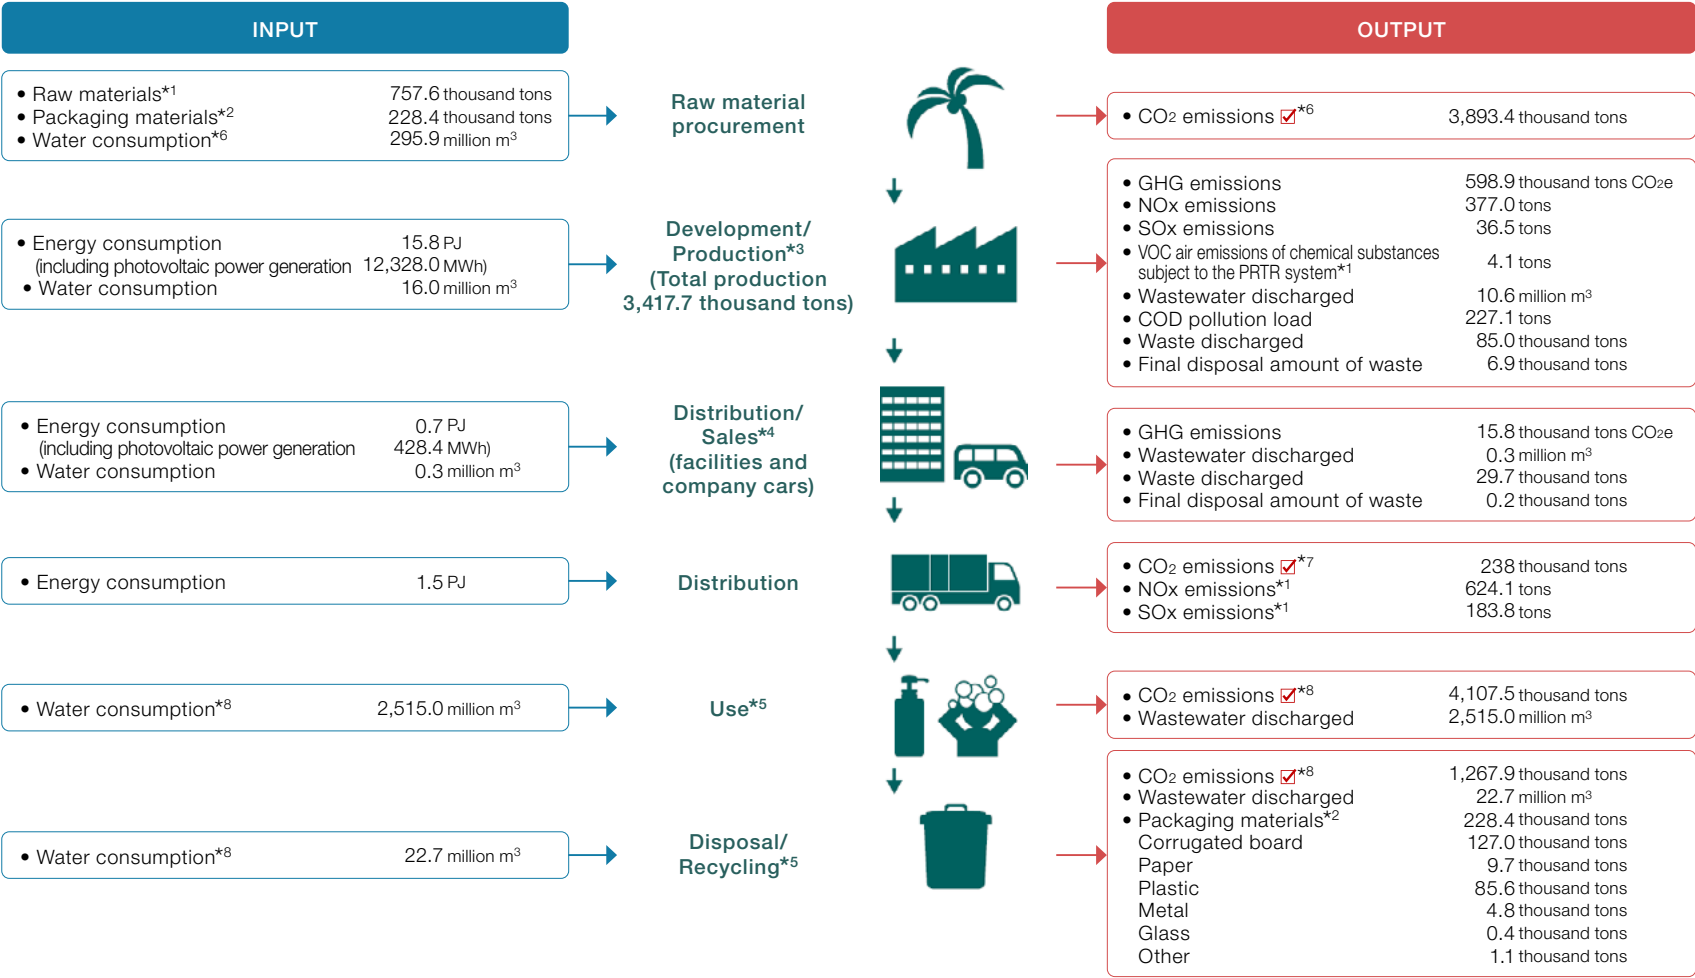 INPUT
OUTPUT
• Raw materials*1 757.6 thousand tons
• Packaging materials*2 228.4 thousand tons
• Water consumption*6 295.9 million m3
Raw material
procurement
• CO2 emissions ☑*6 3,893.4 thousand tons
• Energy consumption 15.8 PJ
(including photovoltaic power generation 12,328.0 MWh)
• Water consumption 16.0 million m3
Development/
Production*3
(Total production
3,417.7 thousand tons)
• GHG emissions 598.9 thousand tons CO2e
• NOx emissions 377.0 tons
• SOx emissions 36.5 tons
• VOC air emissions of chemical substances
subject to the PRTR system*1 4.1 tons
• Wastewater discharged 10.6 million m3
• COD pollution load 227.1 tons
• Waste discharged 85.0 thousand tons
• Final disposal amount of waste 6.9 thousand tons
• Energy consumption 0.7 PJ
(including photovoltaic power generation 428.4 MWh)
• Water consumption 0.3 million m3
Distribution/
Sales*4
(facilities and
company cars)
• GHG emissions 15.8 thousand tons CO2e
• Wastewater discharged 0.3 million m3
• Waste discharged 29.7 thousand tons
• Final disposal amount of waste 0.2 thousand tons
• Energy consumption 1.5 PJ
Distribution
• CO2 emissions ☑*7 238 thousand tons
• NOx emissions*1 624.1 tons
• SOx emissions*1 183.8 tons
• Water consumption*8 2,515.0 million m3
Use*5
• CO2 emissions ☑*8 4,107.5 thousand tons
• Wastewater discharged 2,515.0 million m3
• Water consumption*8 22.7 million m3
Disposal/
Recycling*5
• CO2 emissions ☑*8 1,267.9 thousand tons
• Wastewater discharged 22.7 million m3
• Packaging materials*2 228.4 thousand tons
Corrugated board 127.0 thousand tons
Paper 9.7 thousand tons
Plastic 85.6 thousand tons
Metal 4.8 thousand tons
Glass 0.4 thousand tons
Other 1.1 thousand tons